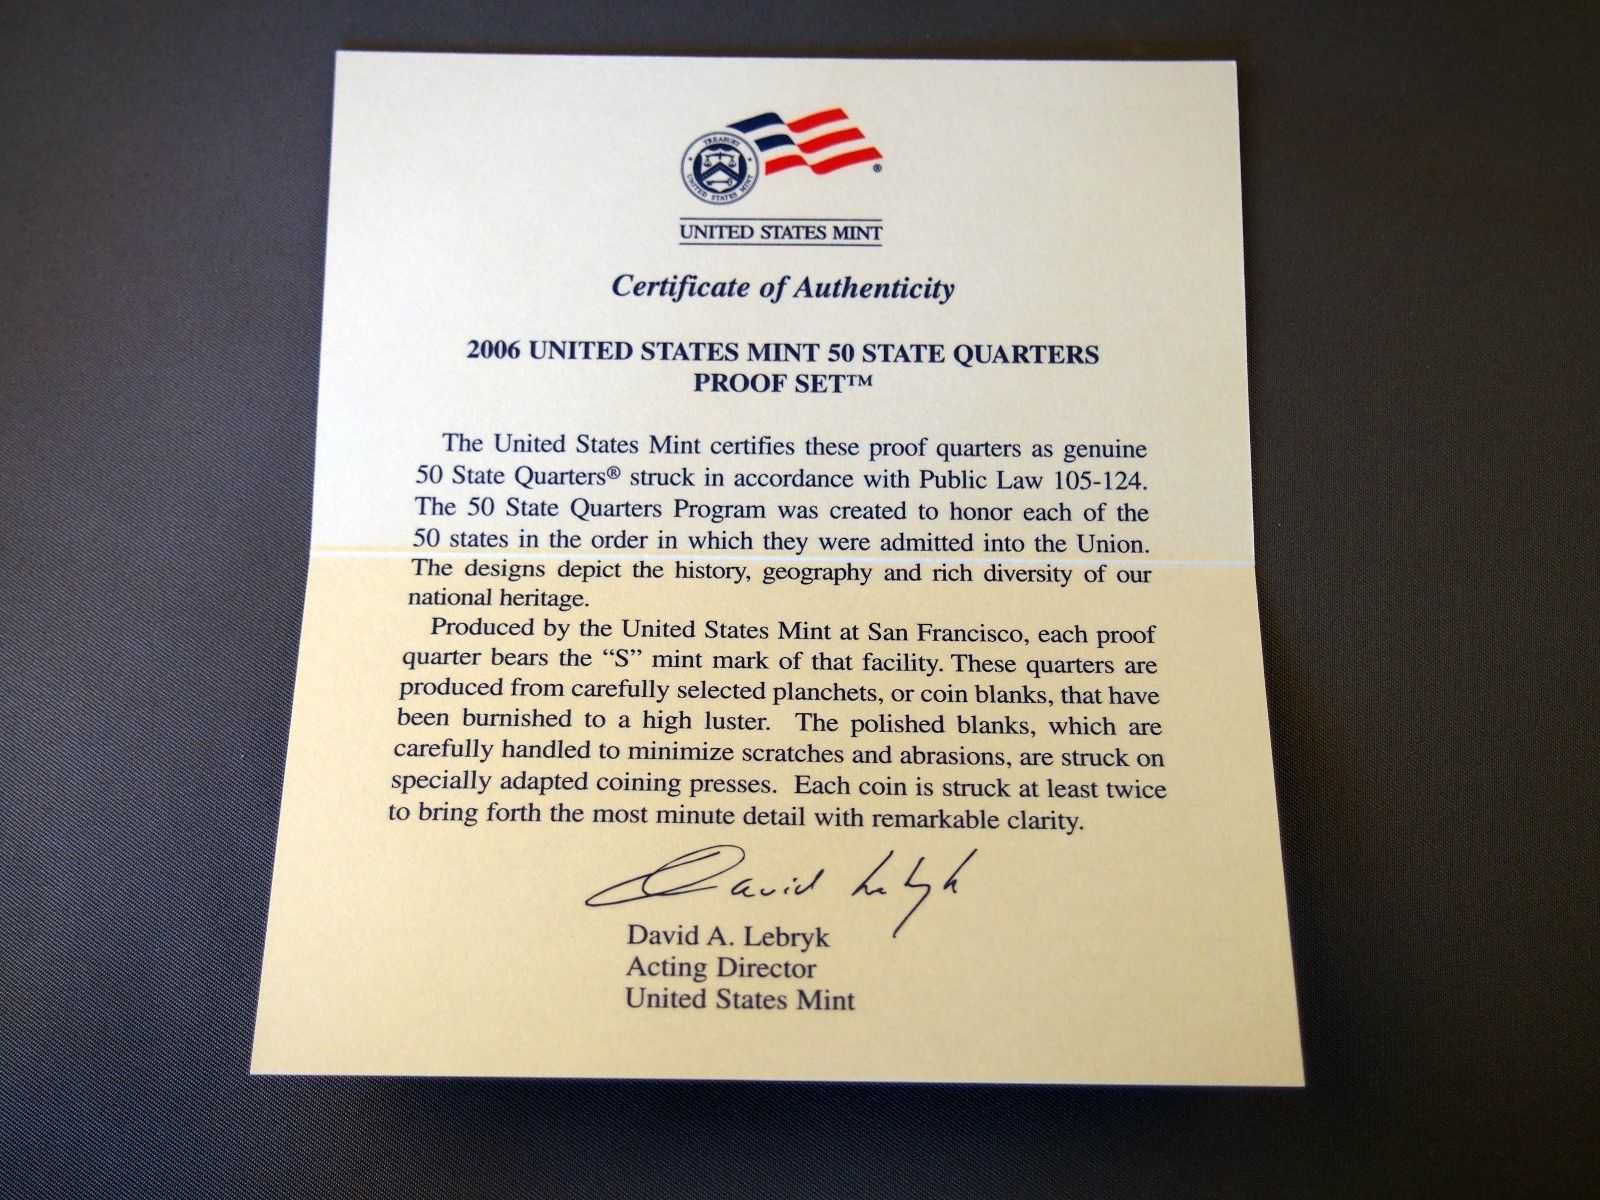 TREASURY
UNITED STATES MINT
®
UNITED STATES MINT
Certificate of Authenticity
2006 UNITED STATES MINT 50 STATE QUARTERS
PROOF SET™
The United States Mint certifies these proof quarters as genuine
50 State Quarters® struck in accordance with Public Law 105-124.
The 50 State Quarters Program was created to honor each of the
50 states in the order in which they were admitted into the Union.
The designs depict the history, geography and rich diversity of our
national heritage.
Produced by the United States Mint at San Francisco, each proof
quarter bears the “S” mint mark of that facility. These quarters are
produced from carefully selected planchets, or coin blanks, that have
been burnished to a high luster. The polished blanks, which are
carefully handled to minimize scratches and abrasions, are struck on
specially adapted coining presses. Each coin is struck at least twice
to bring forth the most minute detail with remarkable clarity.
David Lebryk
David A. Lebryk
Acting Director
United States Mint